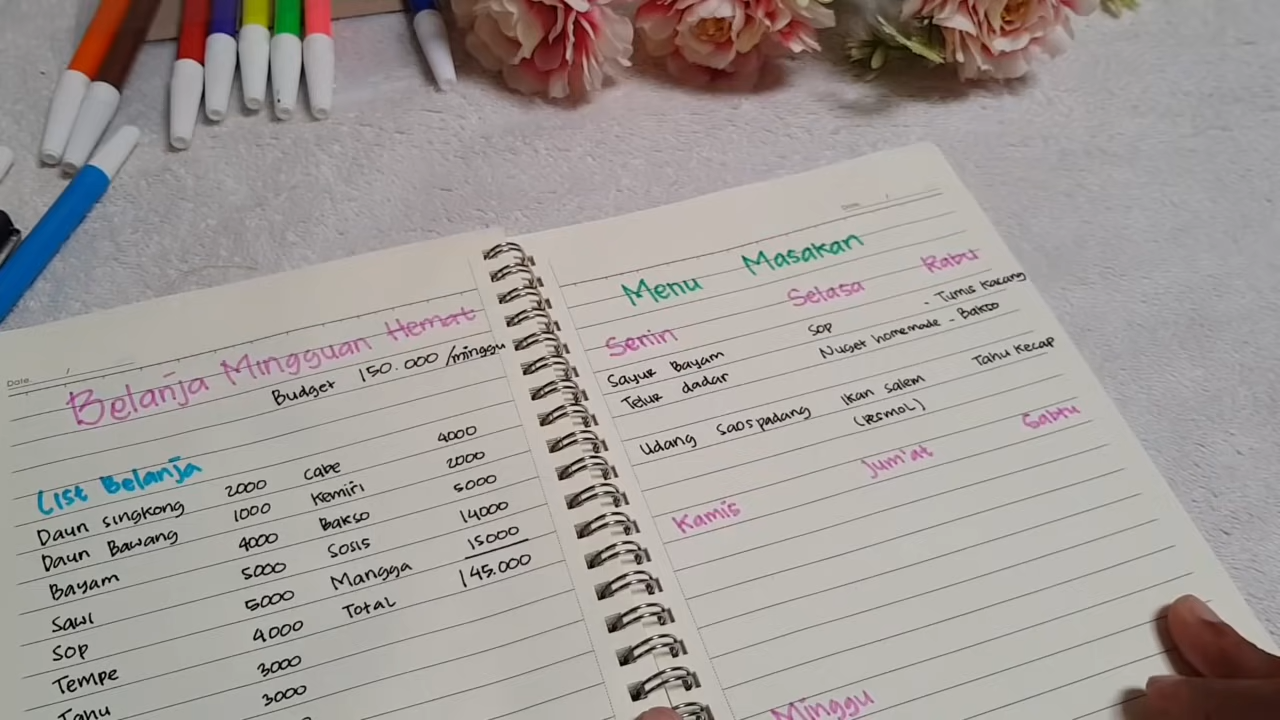 Date /
Belanja Mingguan Hemat
Budget 150.000 /minggu
List Belanja
Daun singkong 2000 cabe 4000
Daun Bawang 1000 Kemiri 2000
Bayam 4000 Bakso 5000
Sawi 5000 Sosis 14000
Sop 5000 Mangga 15000
Tempe 4000 Total 145.000
Tahu 3000
3000
Date /
Menu Masakan
Senin Selasa Rabu
Sayur Bayam Sop - Tumis Kacang
Telur dadar Nuget homemade - Bakso
Udang Saospadang Ikan salem Tahu Kecap
(kesmol)
Kamis Jum'at Sabtu
Minggu